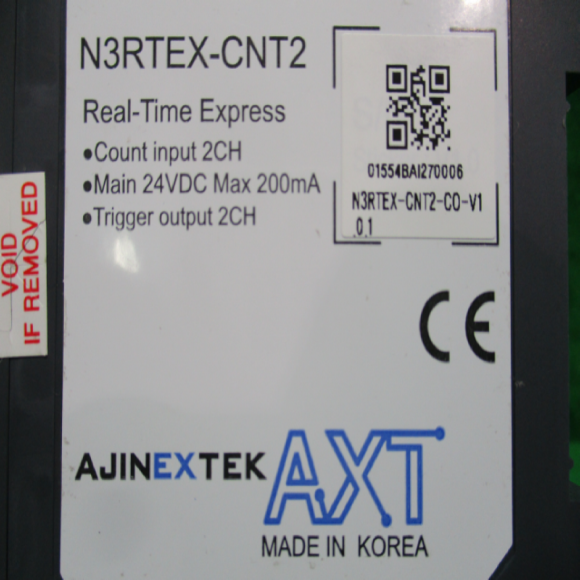 N3RTEX-CNT2
Real-Time Express
•Count input 2CH
•Main 24VDC Max 200mA
•Trigger output 2CH
01554BAI270006
N3RTEX-CNT2-CO-V1
.0.1
VOID
IF REMOVED
CE
AJINEXTEK AXT
MADE IN KOREA